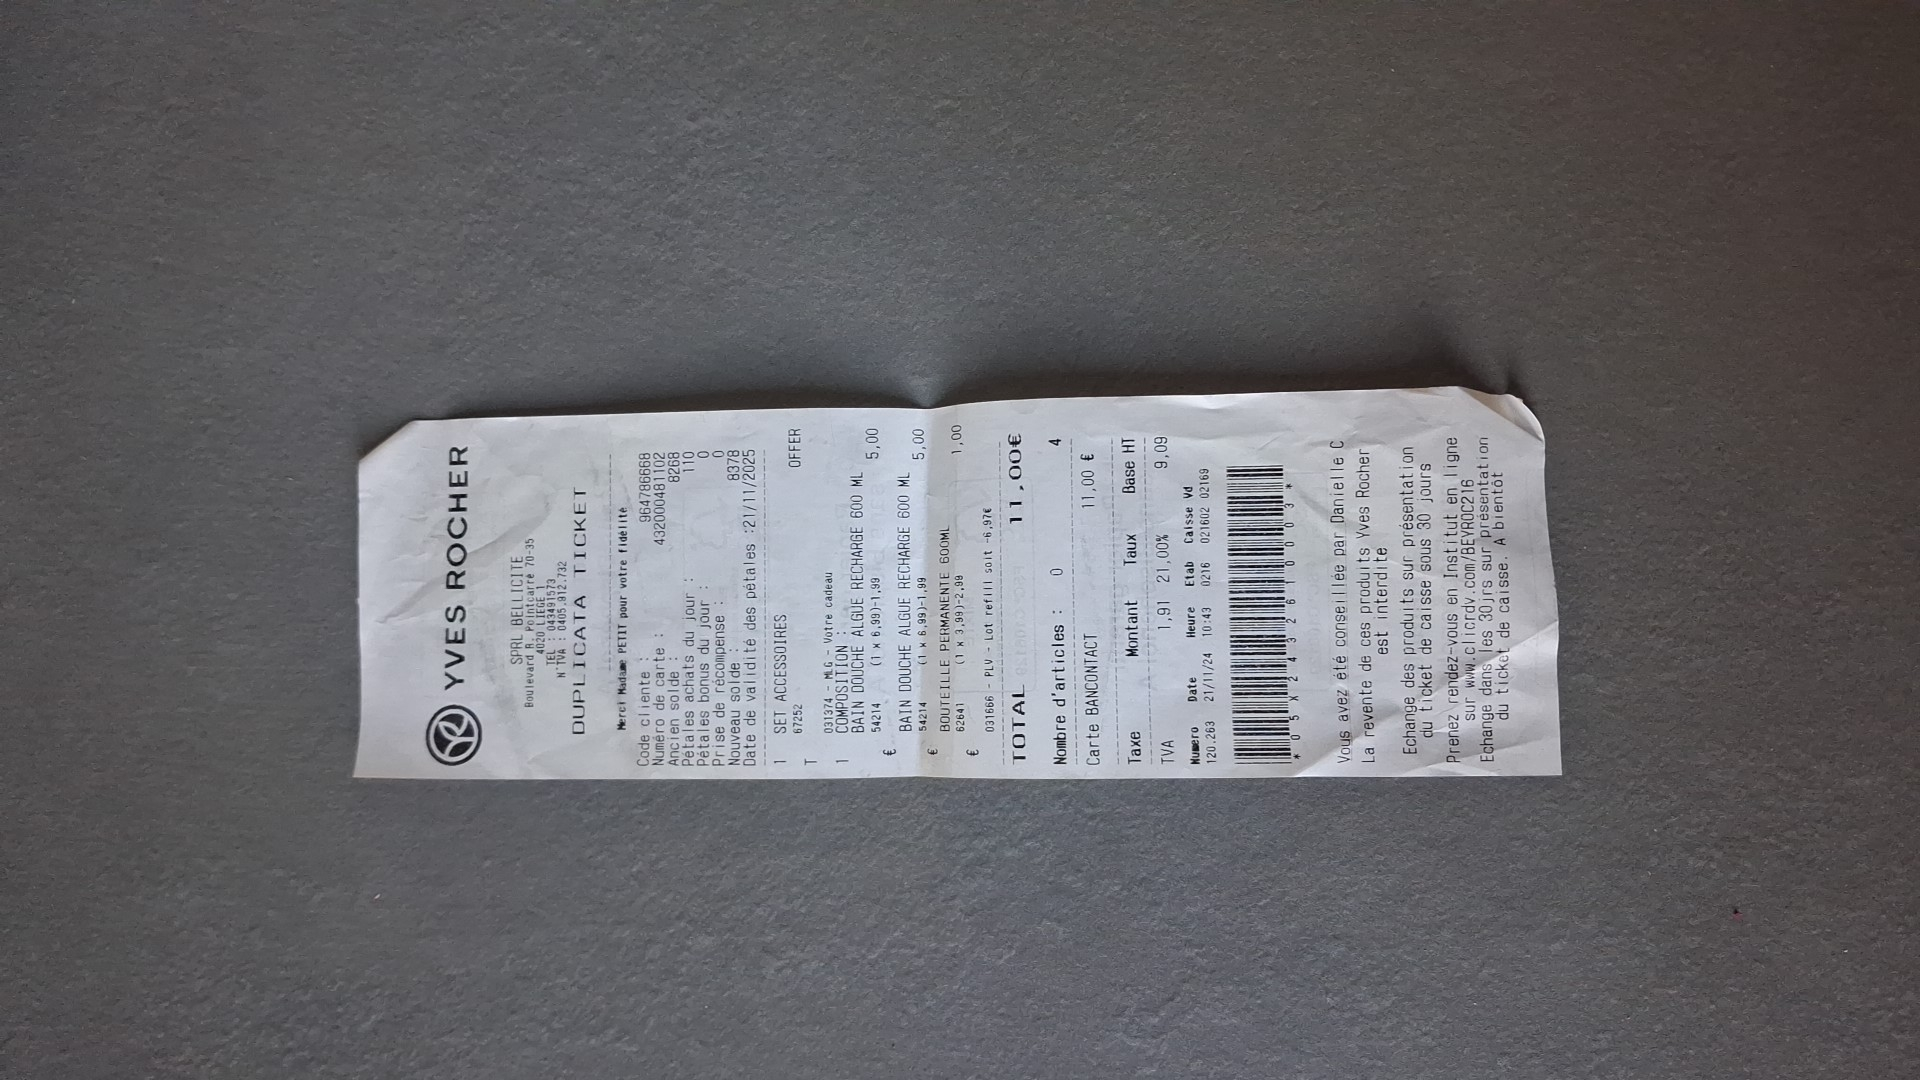 YVES ROCHER
SPRL BELLICITE
Boulevard R. Pointcarré 70-35
4020 LIEGE 1
TEL : 043491573
N°TVA : 0405.912.732
DUPLICATA TICKET
Merci Madame PETIT pour votre fidélité
Code cliente : 964786668
Numéro de carte : 4320004811102
Ancien solde : 8268
Pétales achats du jour : 110
Pétales bonus du jour : 0
Prise de récompense : 0
Nouveau solde : 8378
Date de validité des pétales :21/11/2025
1 SET ACCESSOIRES OFFER
67252
T
031374 - MLG - Votre cadeau
1 COMPOSITION :
BAIN DOUCHE ALGUE RECHARGE 600 ML
54214 (1 x 6,99)-1,99 5,00
€
BAIN DOUCHE ALGUE RECHARGE 600 ML
54214 (1 x 6,99)-1,99 5,00
€
BOUTEILLE PERMANENTE 600ML
62641 (1 x 3,99)-2,99 1,00
€
031666 - PLV - Lot refill soit -6,97€
TOTAL 11,00€
Nombre d'articles : 0 4
Carte BANCONTACT 11,00 €
Taxe Montant Taux Base HT
TVA 1,91 21,00% 9,09
Numero Date Heure Etab Caisse Vd
120.263 21/11/24 10:43 0216 021602 02169
*05X2432610003*
Vous avez été conseillée par Danielle C
La revente de ces produits Yves Rocher
est interdite
Echange des produits sur présentation
du ticket de caisse sous 30 jours
Prenez rendez-vous en Institut en ligne
sur www.clicrdv.com/BEYROC216
Echange dans les 30jrs sur présentation
du ticket de caisse. A bientôt